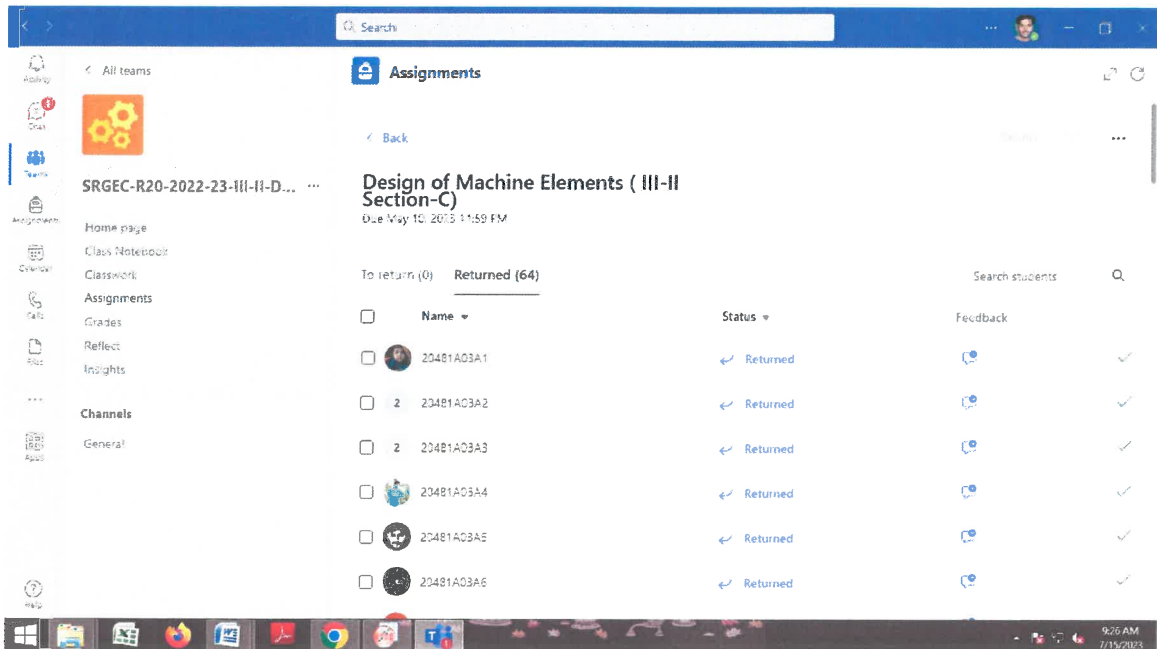 Search
Activity
Chat
Teams
Assignments
Calendar
Calls
Files
Apps
Help
All teams
SRGEC-R20-2022-23-III-II-D...
Home page
Class Notebook
Classwork
Assignments
Grades
Reflect
Insights
Channels
General
Assignments
Back
Design of Machine Elements ( III-II
Section-C)
Due May 10, 2023 11:59 PM
To return (0) Returned (64)
Search students
Name Status Feedback
20481A03A1 Returned
2 20481A03A2 Returned
2 20481A03A3 Returned
20481A03A4 Returned
20481A03A5 Returned
20481A03A6 Returned
9:26 AM
7/15/2023